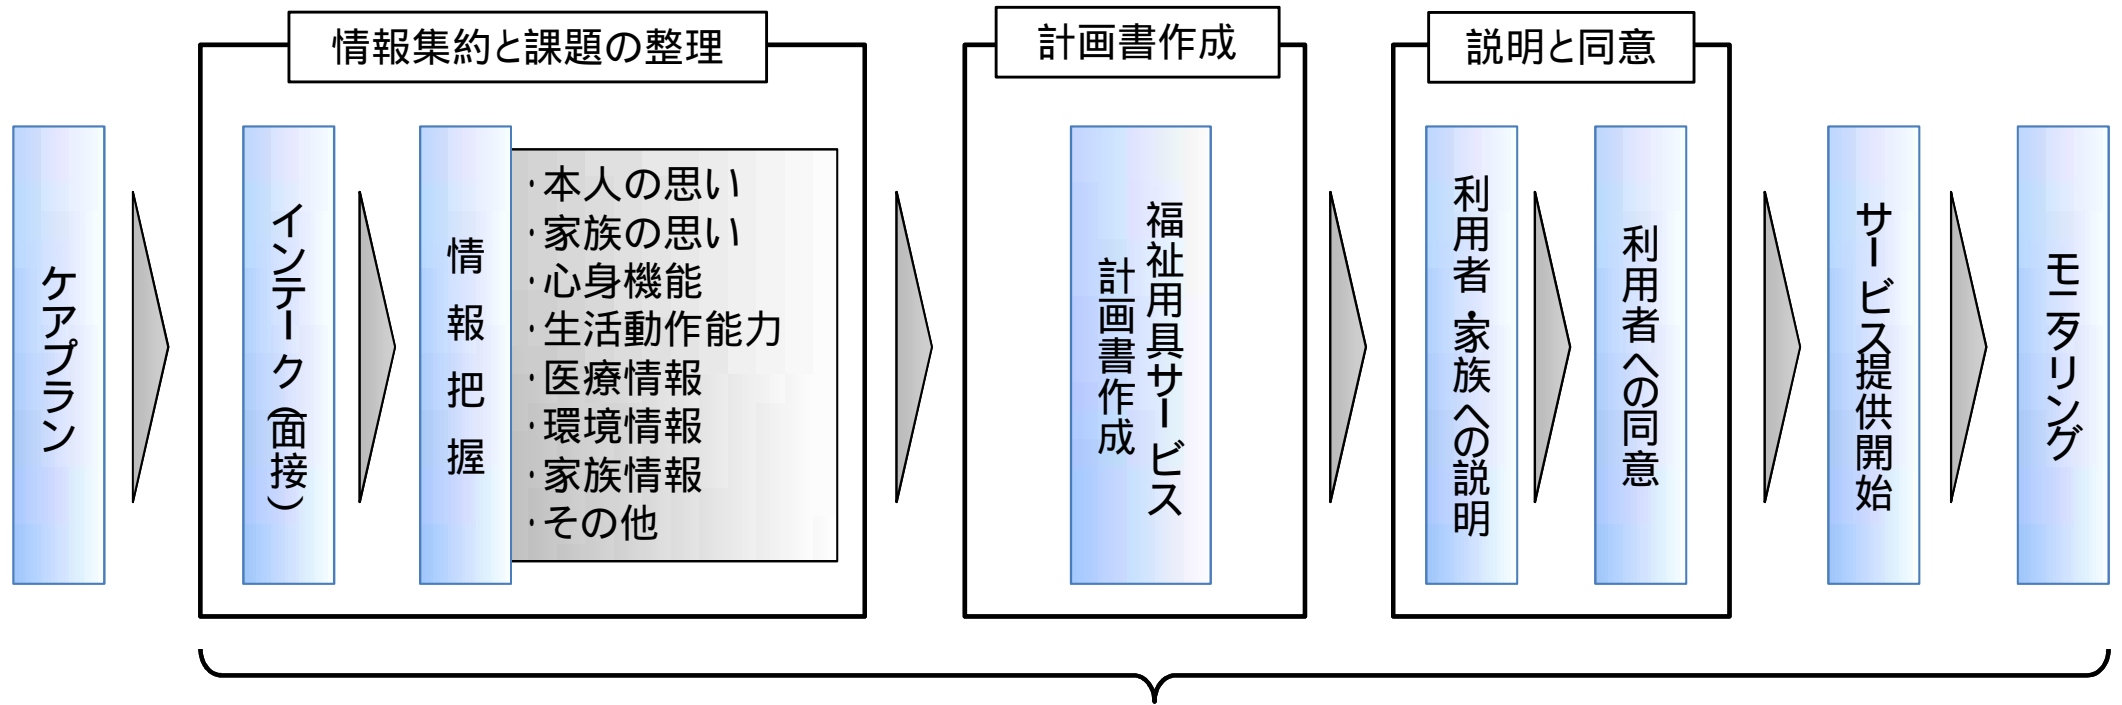 情報集約と課題の整理
計画書作成
説明と同意
ケアプラン
インテーク(面接)
情報把握
・本人の思い
・家族の思い
・心身機能
・生活動作能力
・医療情報
・環境情報
・家族情報
・その他
福祉用具サービス
計画書作成
利用者・家族への説明
利用者への同意
サービス提供開始
モニタリング